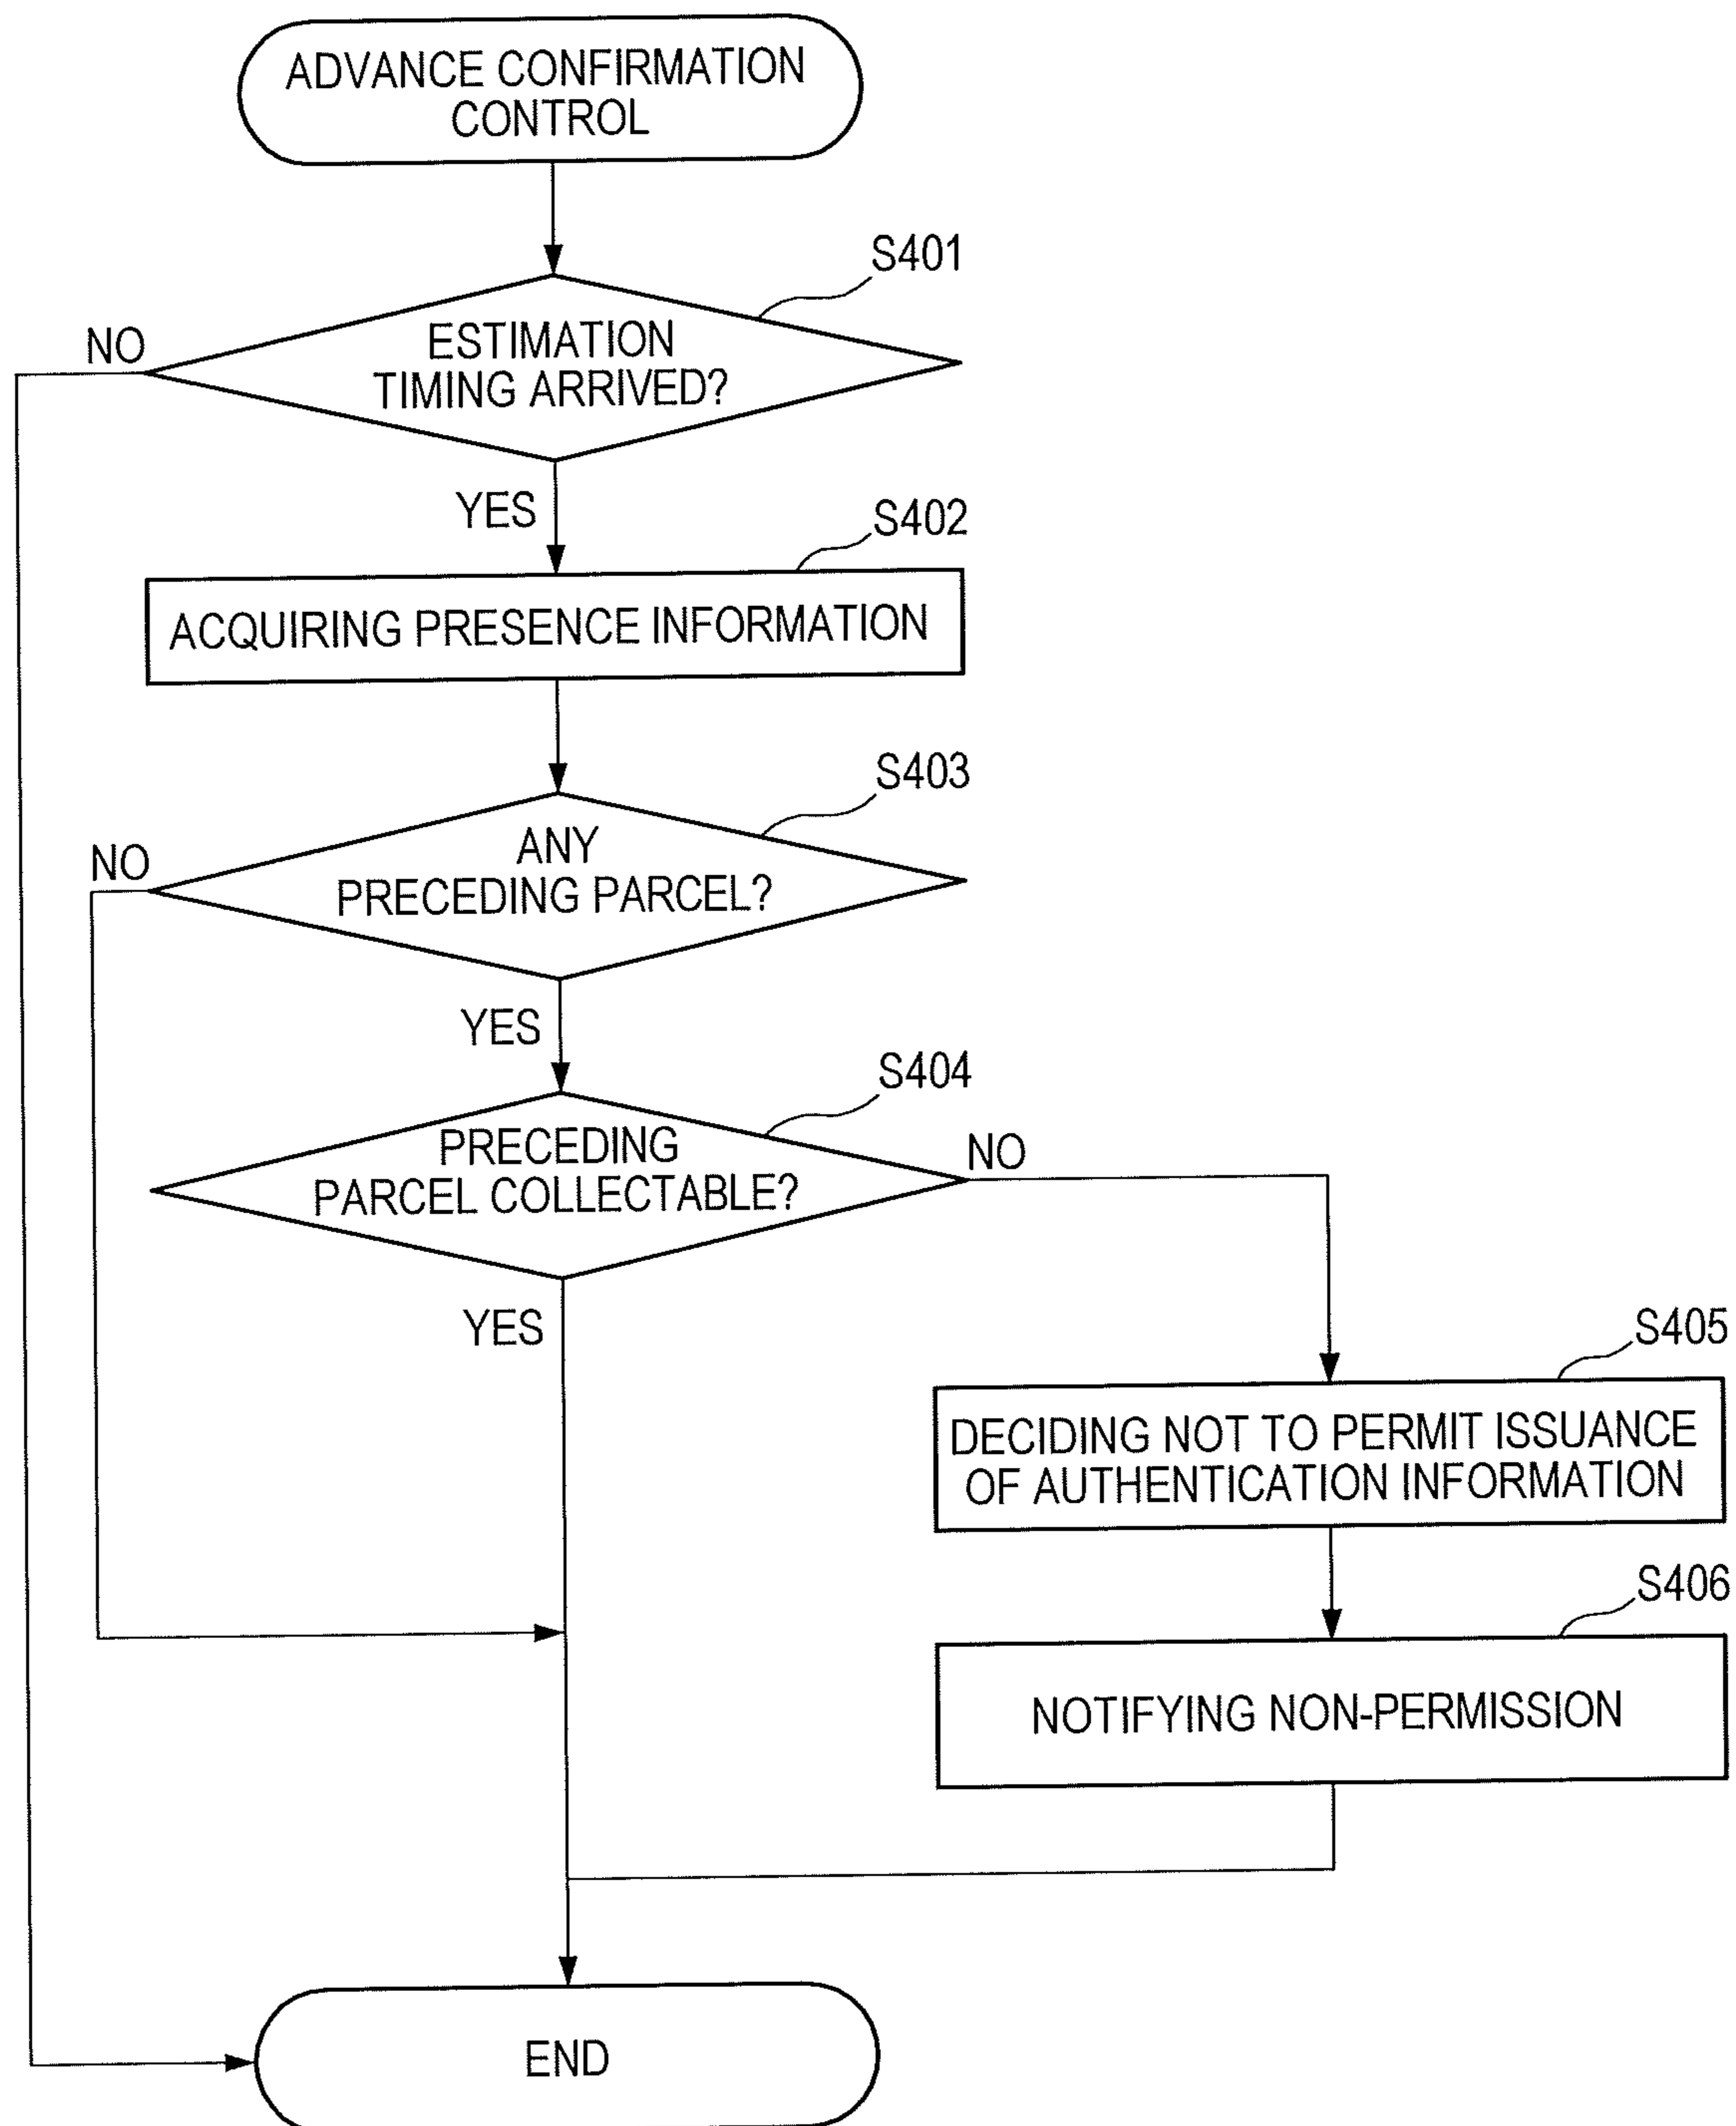 ADVANCE CONFIRMATION
CONTROL
S401
NO
ESTIMATION
TIMING ARRIVED?
YES
S402
ACQUIRING PRESENCE INFORMATION
S403
NO
ANY
PRECEDING PARCEL?
YES
S404
PRECEDING
PARCEL COLLECTABLE?
NO
YES
S405
DECIDING NOT TO PERMIT ISSUANCE
OF AUTHENTICATION INFORMATION
S406
NOTIFYING NON-PERMISSION
END